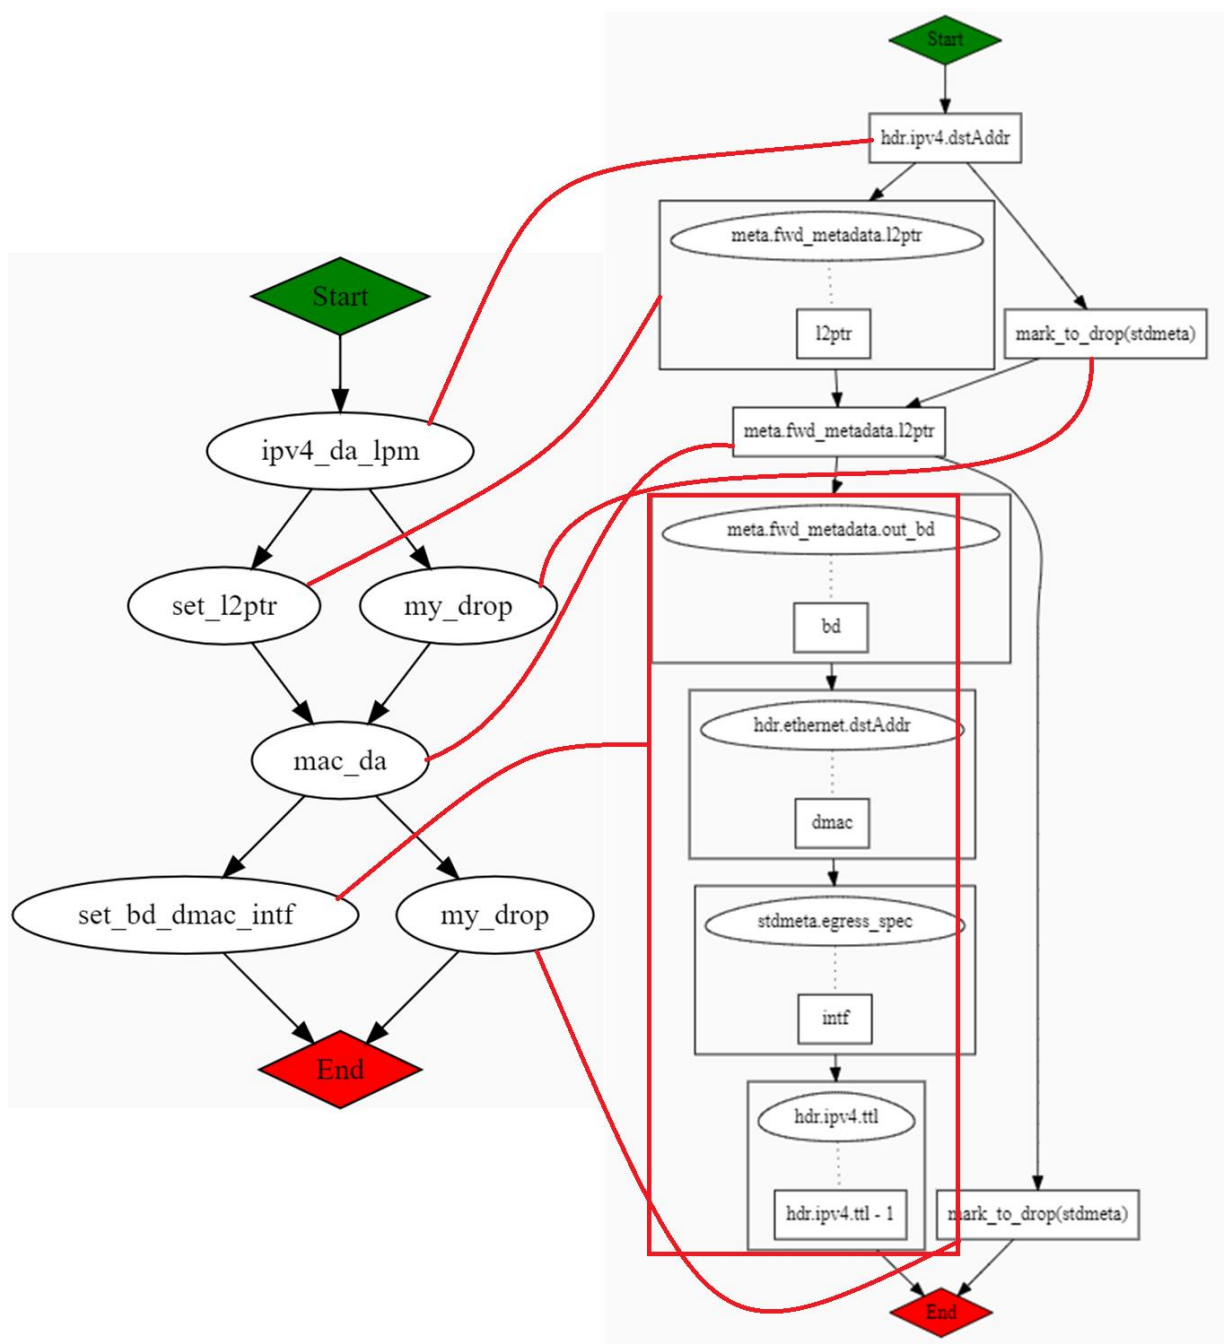 Start
ipv4_da_lpm
set_l2ptr
my_drop
mac_da
set_bd_dmac_intf
my_drop
End
Start
hdr.ipv4.dstAddr
meta.fwd_metadata.l2ptr
l2ptr
mark_to_drop(stdmeta)
meta.fwd_metadata.l2ptr
meta.fwd_metadata.out_bd
bd
hdr.ethernet.dstAddr
dmac
stdmeta.egress_spec
intf
hdr.ipv4.ttl
hdr.ipv4.ttl - 1
mark_to_drop(stdmeta)
End